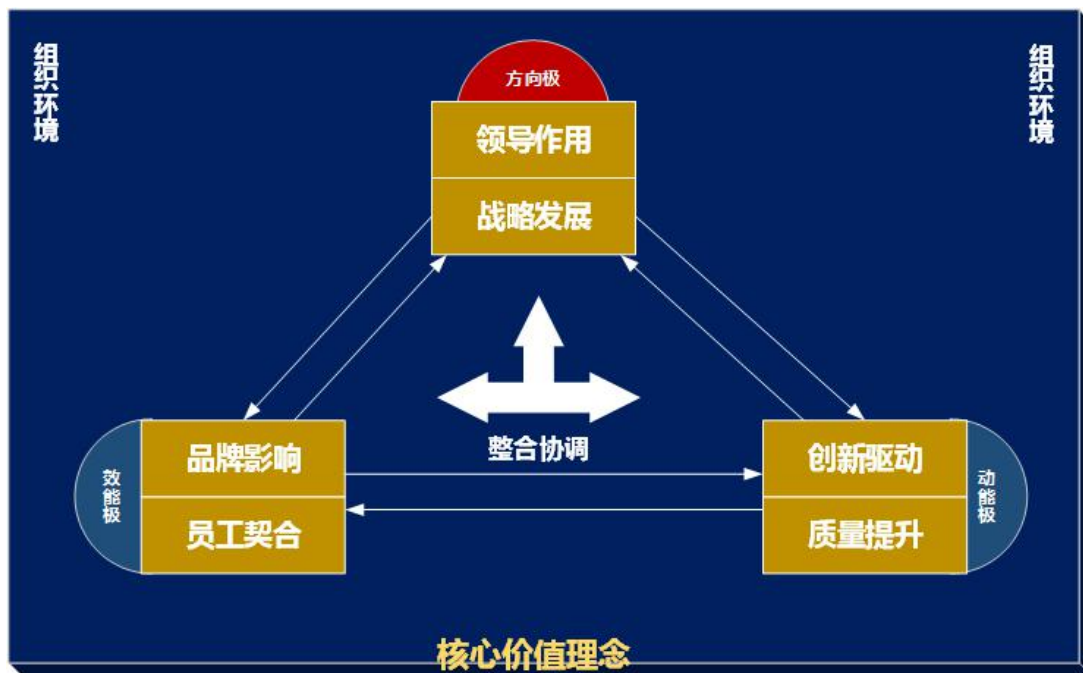 组织环境
组织环境
方向极
领导作用
战略发展
整合协调
效能极
品牌影响
员工契合
创新驱动
质量提升
动能极
核心价值理念